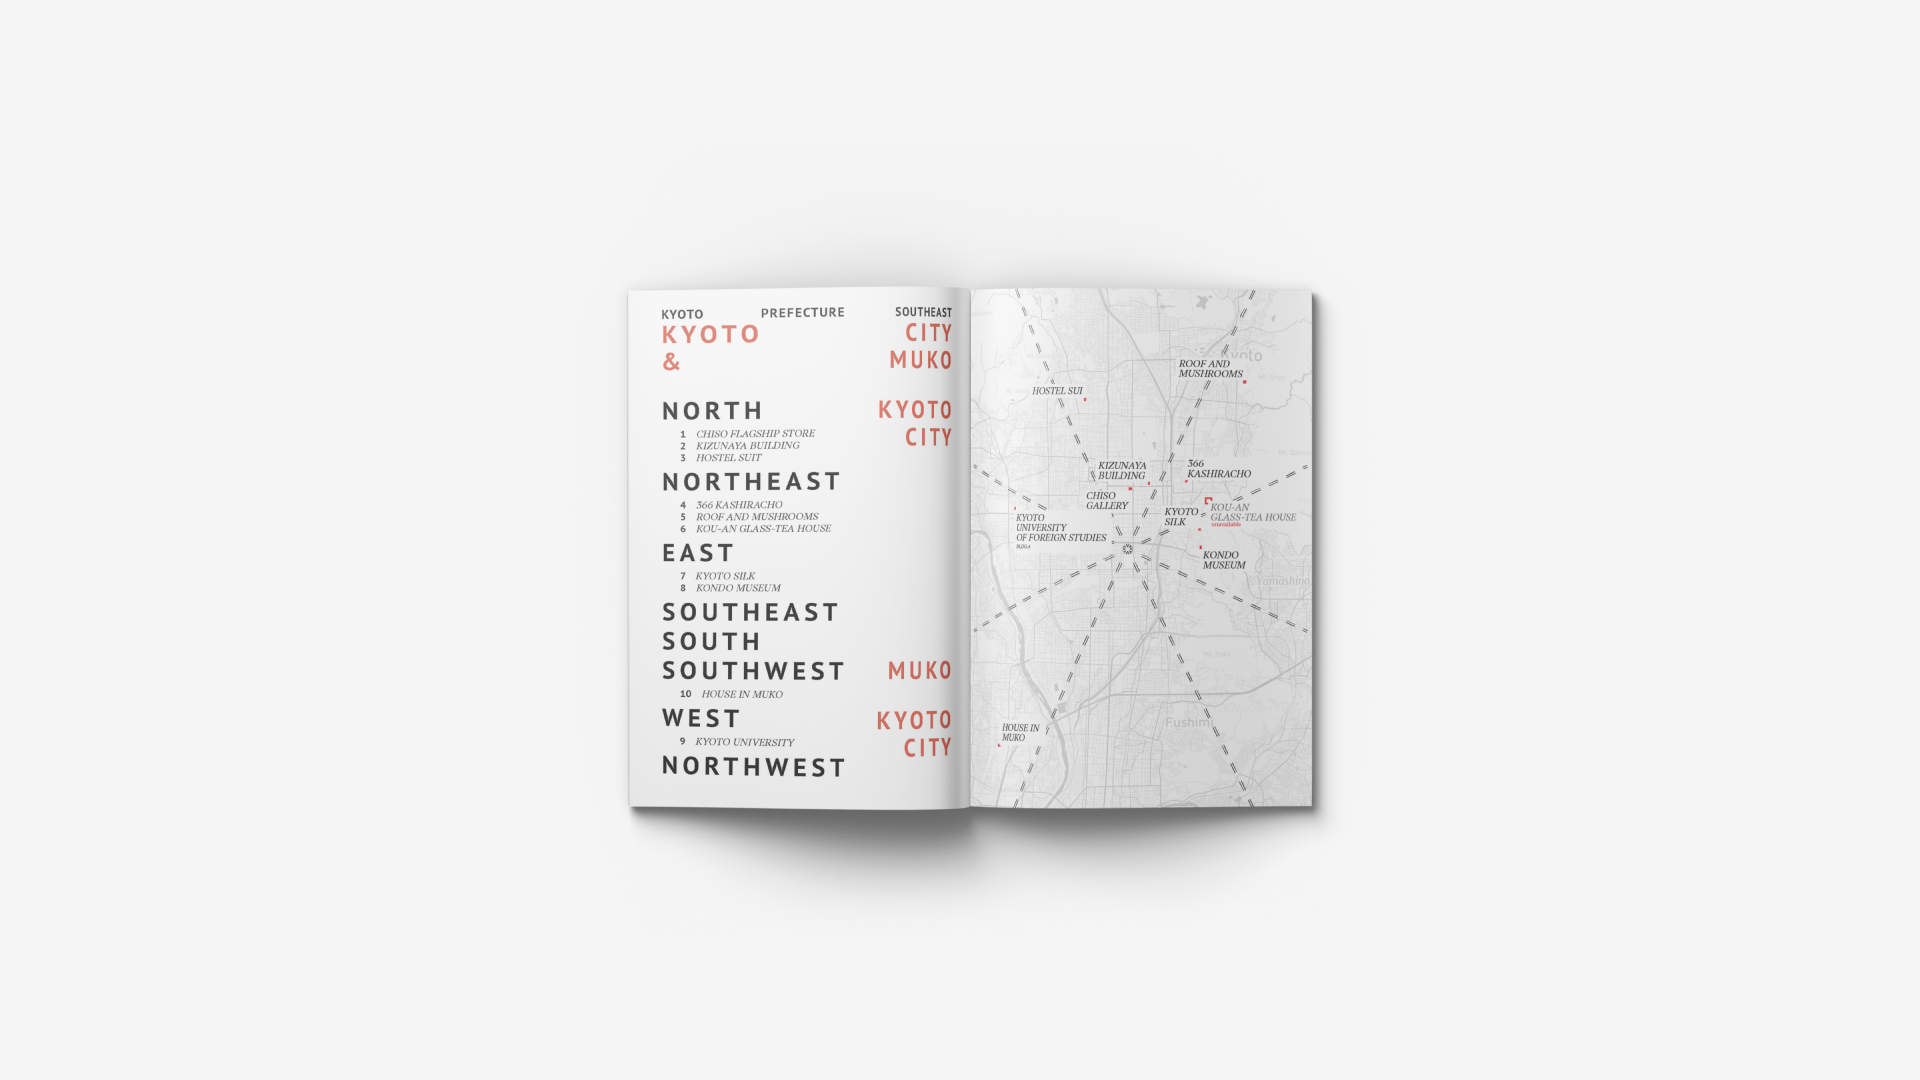 KYOTO PREFECTURE SOUTHEAST
KYOTO CITY
& MUKO
NORTH KYOTO
CITY
1 CHISO FLAGSHIP STORE
2 KIZUNAYA BUILDING
3 HOSTEL SUIT
NORTHEAST
4 366 KASHIRACHO
5 ROOF AND MUSHROOMS
6 KOU-AN GLASS-TEA HOUSE
EAST
7 KYOTO SILK
8 KONDO MUSEUM
SOUTHEAST
SOUTH
SOUTHWEST MUKO
10 HOUSE IN MUKO
WEST KYOTO
9 KYOTO UNIVERSITY
CITY
NORTHWEST
Kyoto
ROOF AND
MUSHROOMS
HOSTEL SUI
KIZUNAYA
BUILDING
366
KASHIRACHO
CHISO
GALLERY
KYOTO
SILK
KOU-AN
GLASS-TEA HOUSE
unavailable
KYOTO
UNIVERSITY
OF FOREIGN STUDIES
KONDO
MUSEUM
Yamashina
Fushimi
HOUSE IN
MUKO